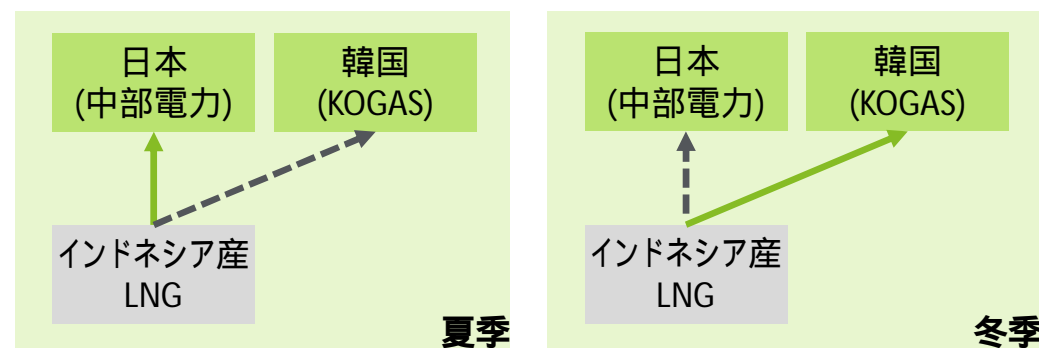 日本
(中部電力)
韓国
(KOGAS)
インドネシア産
LNG
夏季
日本
(中部電力)
韓国
(KOGAS)
インドネシア産
LNG
冬季